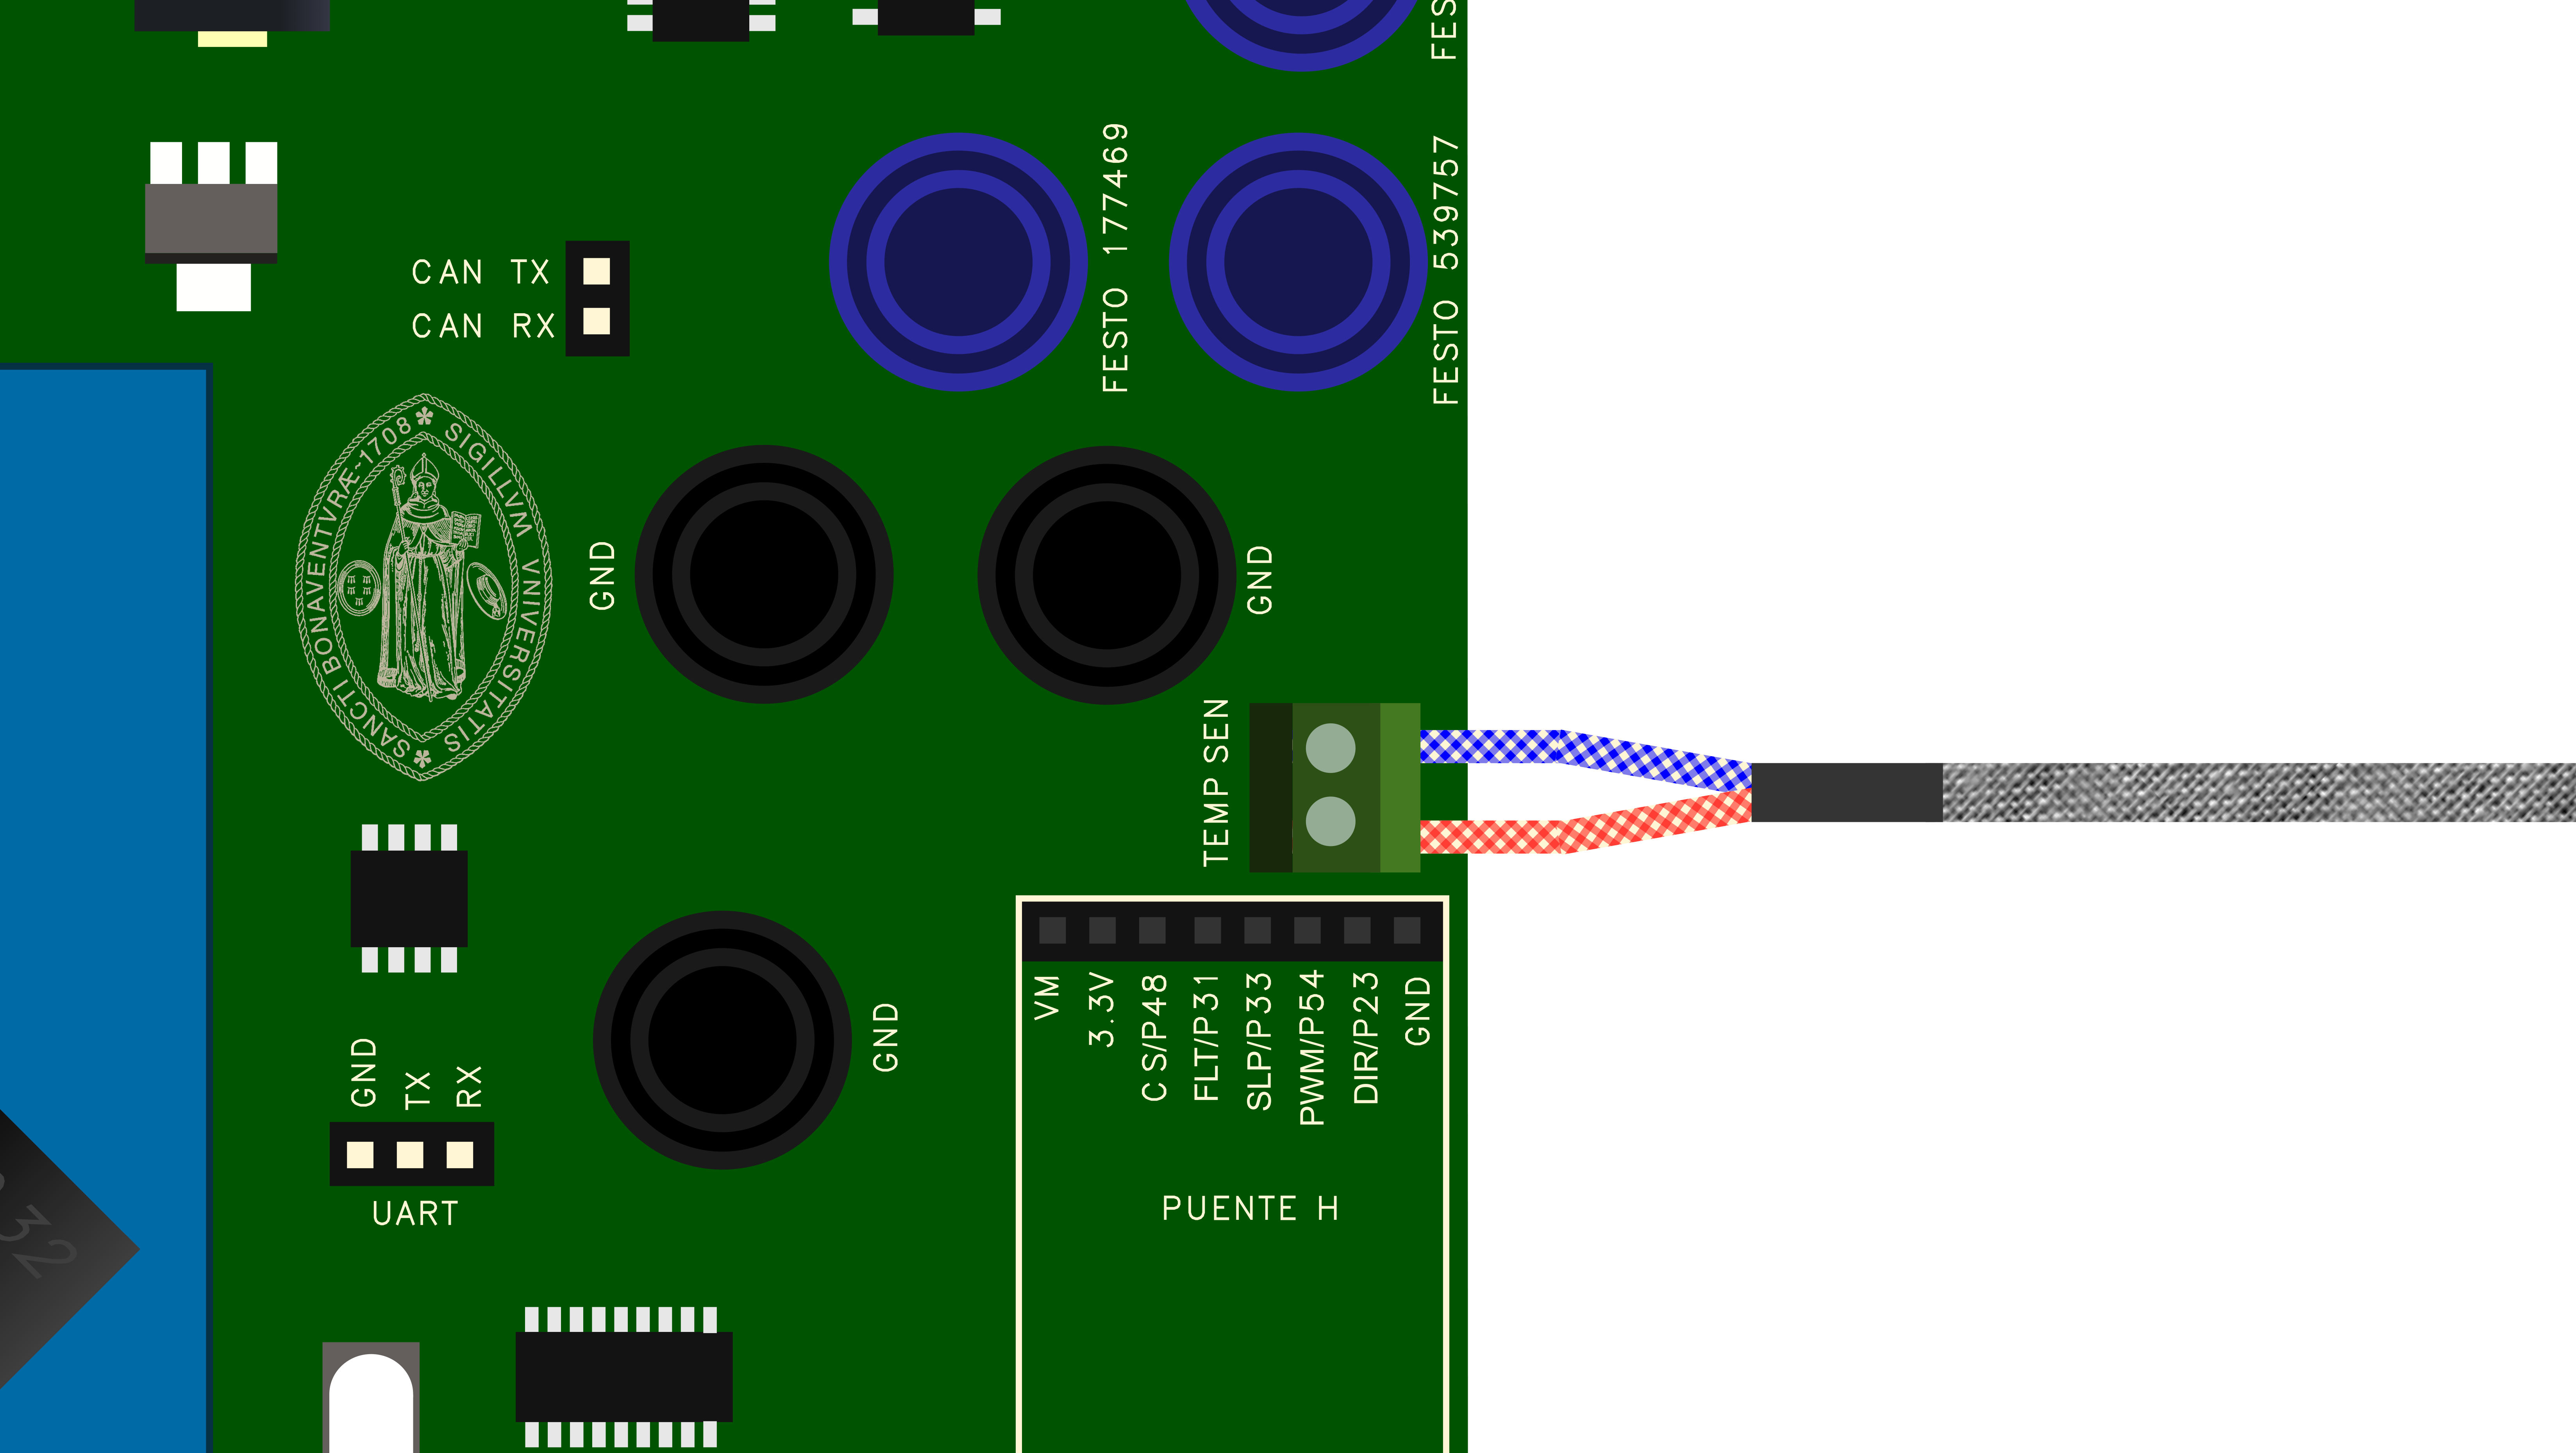 FES
FESTO 177469
FESTO 539757
CAN TX
CAN RX
SIGILLVM VNIVERSITATIS
SANCTI BONAVENTVRÆ~1708
GND
GND
TEMP SEN
GND
VM
3.3V
CS/P48
FLT/P31
SLP/P33
PWM/P54
DIR/P23
GND
PUENTE H
GND
TX
RX
UART
32